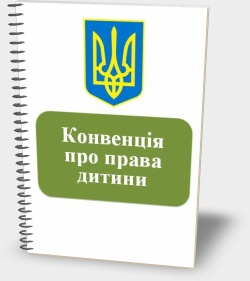 Конвенція
про права
дитини